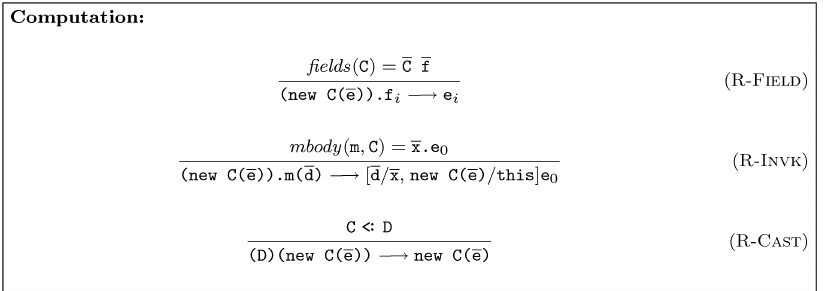 Computation:
fields(C) = C̅ f̅
(new C(e̅)).fᵢ ⟶ eᵢ
(R-Field)
mbody(m, C) = x̅.e₀
(new C(e̅)).m(d̅) ⟶ [d̅/x̅, new C(e̅)/this]e₀
(R-Invk)
C <: D
(D)(new C(e̅)) ⟶ new C(e̅)
(R-Cast)